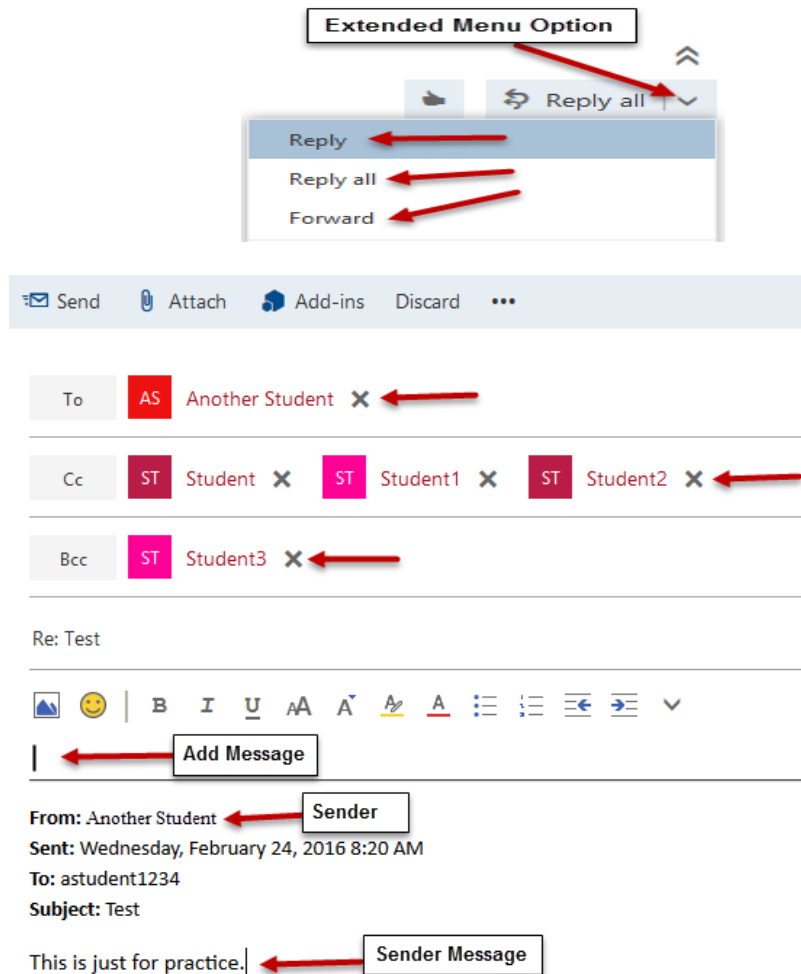 Extended Menu Option
Reply all
Reply
Reply all
Forward
Send Attach Add-ins Discard •••
To AS Another Student
Cc ST Student ST Student1 ST Student2
Bcc ST Student3
Re: Test
B I U AA A A A
Add Message
From: Another Student Sender
Sent: Wednesday, February 24, 2016 8:20 AM
To: astudent1234
Subject: Test
This is just for practice. Sender Message